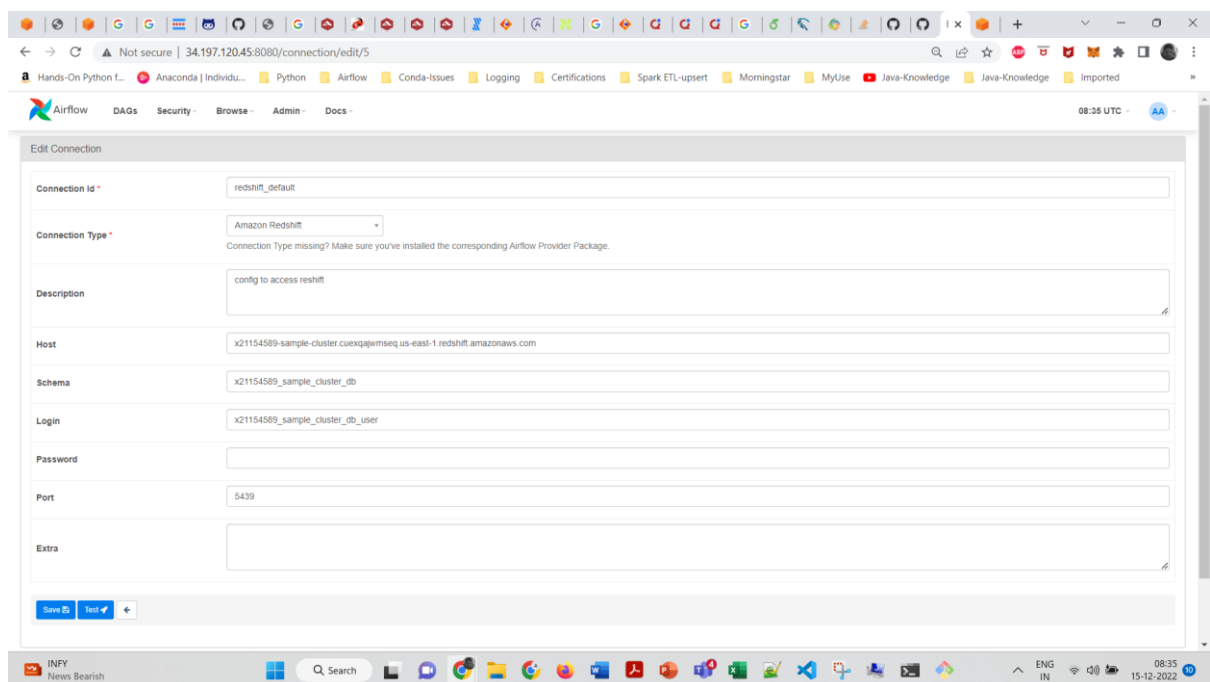 Not secure | 34.197.120.45:8080/connection/edit/5
Hands-On Python f... Anaconda | Individu... Python Airflow Conda-Issues Logging Certifications Spark ETL-upsert Morningstar MyUse Java-Knowledge Java-Knowledge Imported »
Airflow DAGs Security Browse Admin Docs 08:35 UTC AA
Edit Connection
Connection Id * redshift_default
Connection Type * Amazon Redshift
Connection Type missing? Make sure you've installed the corresponding Airflow Provider Package.
Description config to access reshift
Host x21154589-sample-cluster.cuexqajwmseq.us-east-1.redshift.amazonaws.com
Schema x21154589_sample_cluster_db
Login x21154589_sample_cluster_db_user
Password
Port 5439
Extra
Save Test
INFY
News Bearish
Search
ENG
IN
08:35
15-12-2022
10